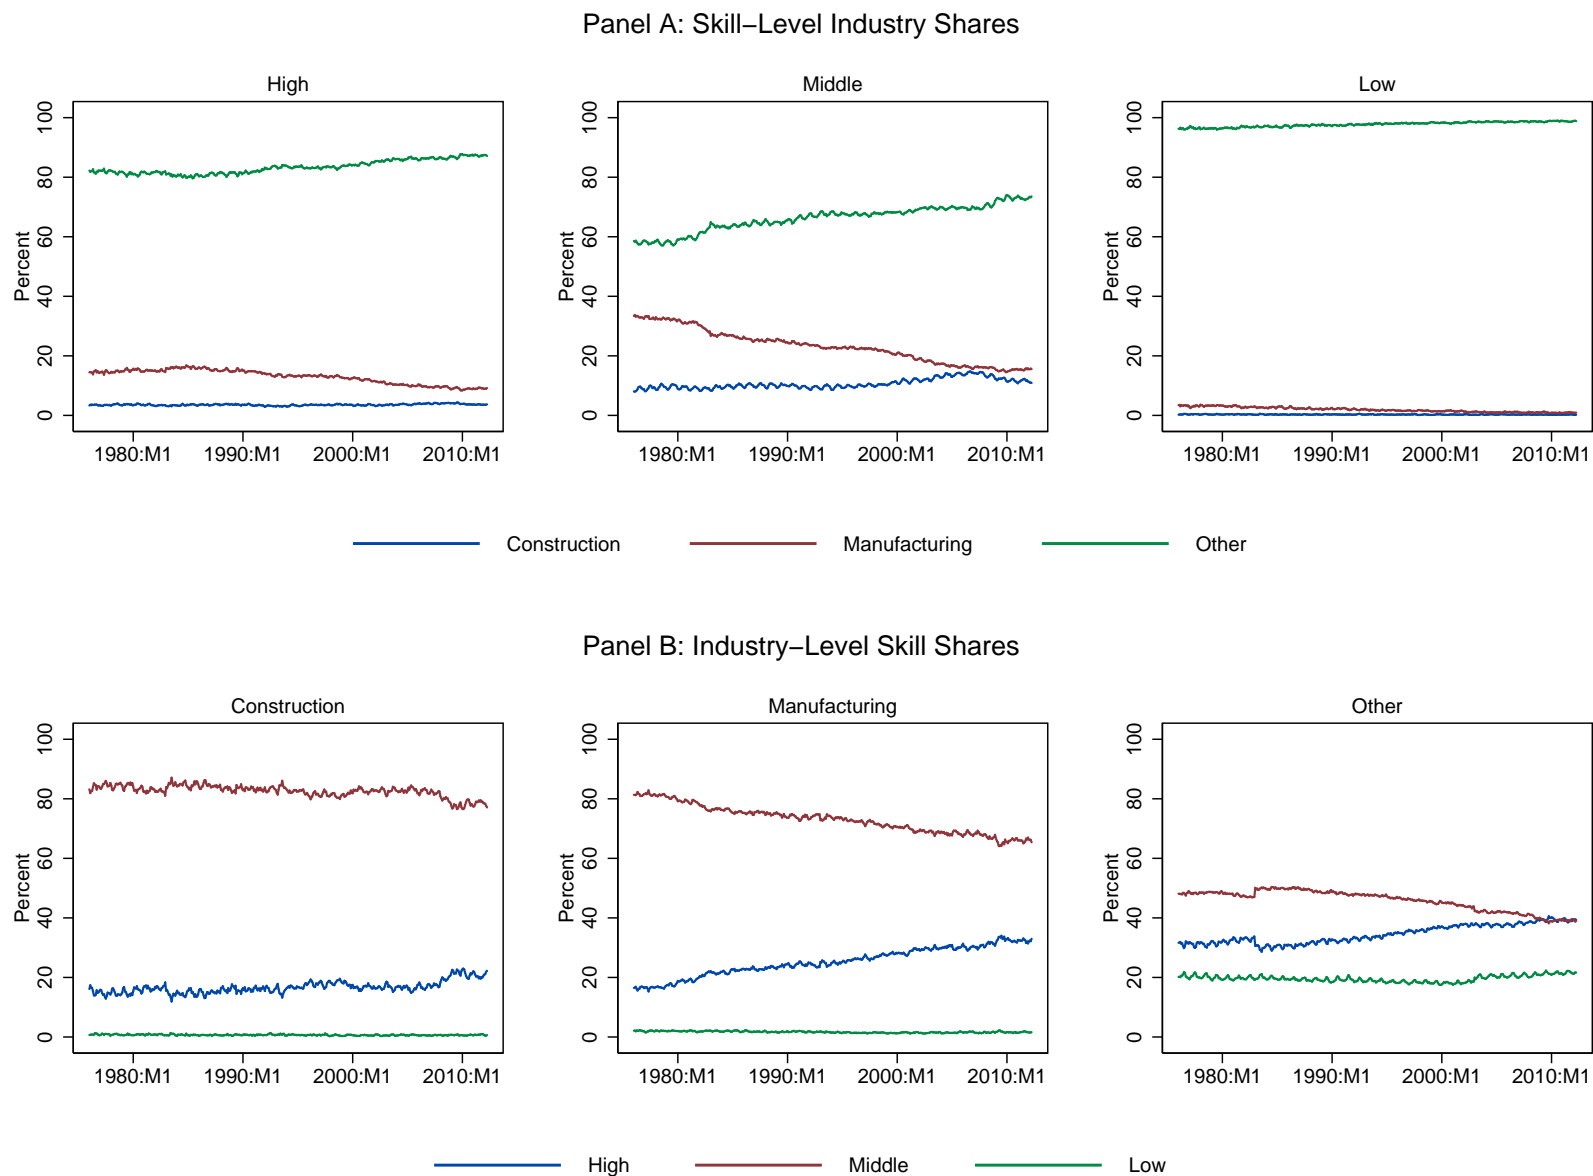 Panel A: Skill−Level Industry Shares
High
Middle
Low
Percent
0
20
40
60
80
100
1980:M1
1990:M1
2000:M1
2010:M1
Percent
0
20
40
60
80
100
1980:M1
1990:M1
2000:M1
2010:M1
Percent
0
20
40
60
80
100
1980:M1
1990:M1
2000:M1
2010:M1
Construction
Manufacturing
Other
Panel B: Industry−Level Skill Shares
Construction
Manufacturing
Other
Percent
0
20
40
60
80
100
1980:M1
1990:M1
2000:M1
2010:M1
Percent
0
20
40
60
80
100
1980:M1
1990:M1
2000:M1
2010:M1
Percent
0
20
40
60
80
100
1980:M1
1990:M1
2000:M1
2010:M1
High
Middle
Low